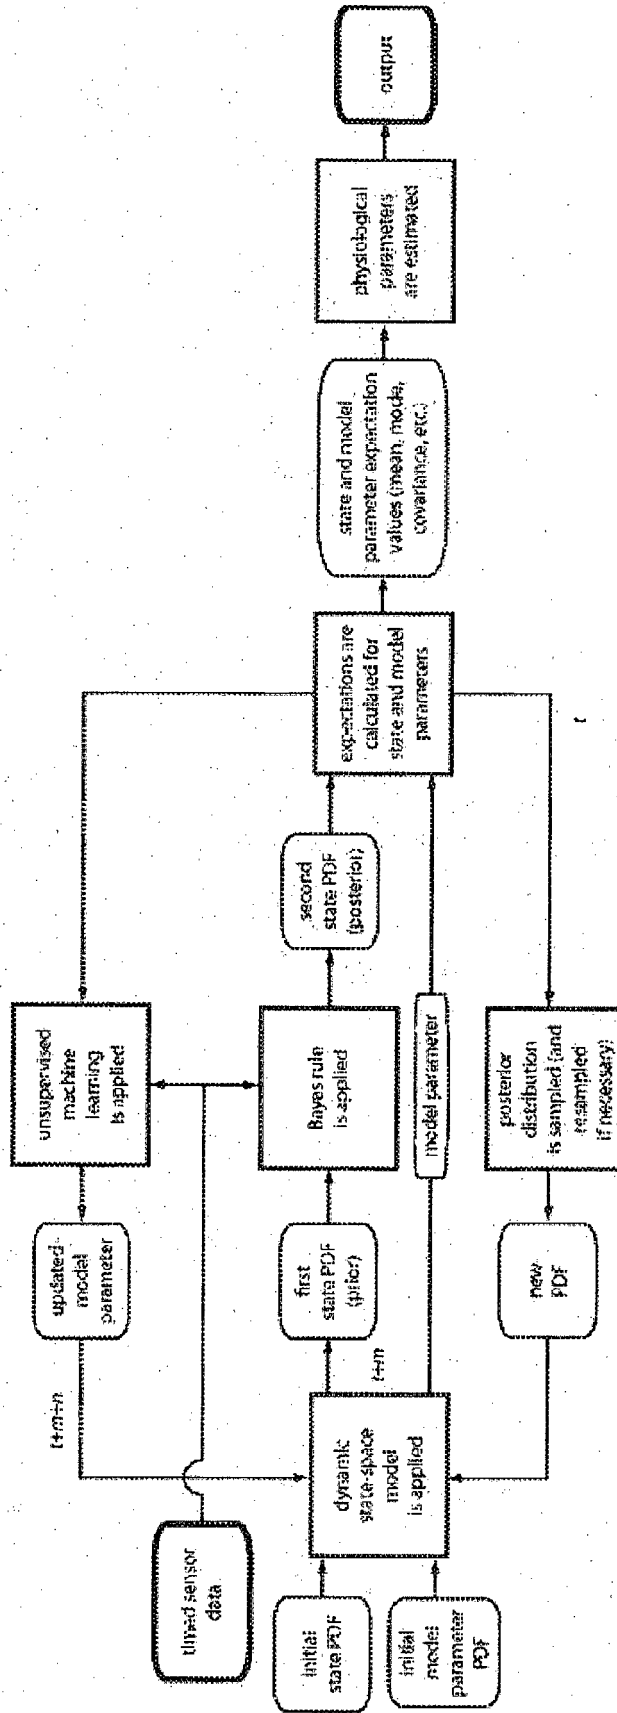 timed sensor
data
initial
state PDF
initial
model
parameter
PDF
t+m+n
dynamic
state-space
model
is applied
t+m
updated
model
parameter
first
state PDF
(prior)
new
PDF
unsupervised
machine
learning
is applied
Bayes rule
is applied
model parameter
posterior
distribution
is sampled (and
resampled
if necessary)
second
state PDF
(posterior)
expectations are
calculated for
state and model
parameters
t
state and model
parameter expectation
values (mean, mode,
covariance, etc.)
physiological
parameters
are estimated
output